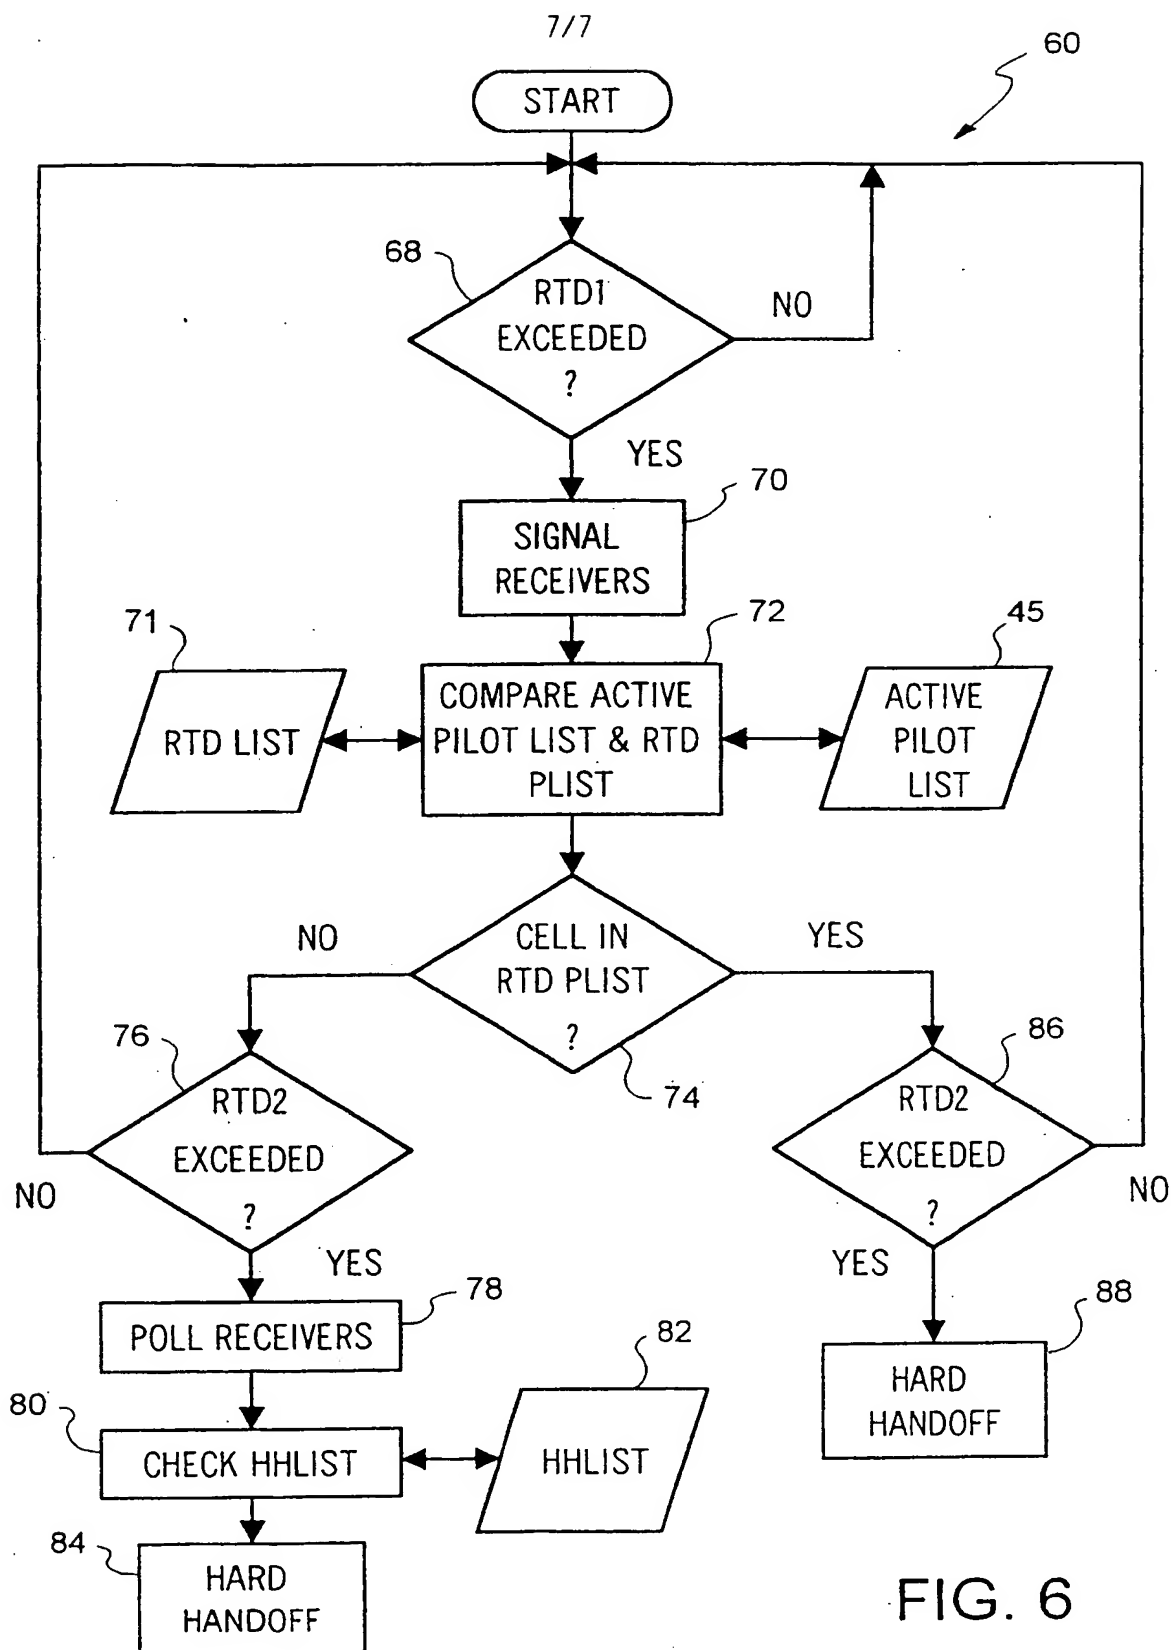 7/7
60
START
68
RTD1
EXCEEDED
?
NO
YES
70
SIGNAL
RECEIVERS
71
72
45
RTD LIST
COMPARE ACTIVE
PILOT LIST & RTD
PLIST
ACTIVE
PILOT
LIST
NO
CELL IN
RTD PLIST
?
YES
74
76
RTD2
EXCEEDED
?
NO
YES
86
RTD2
EXCEEDED
?
NO
YES
78
POLL RECEIVERS
88
HARD
HANDOFF
80
CHECK HHLIST
82
HHLIST
84
HARD
HANDOFF
FIG. 6